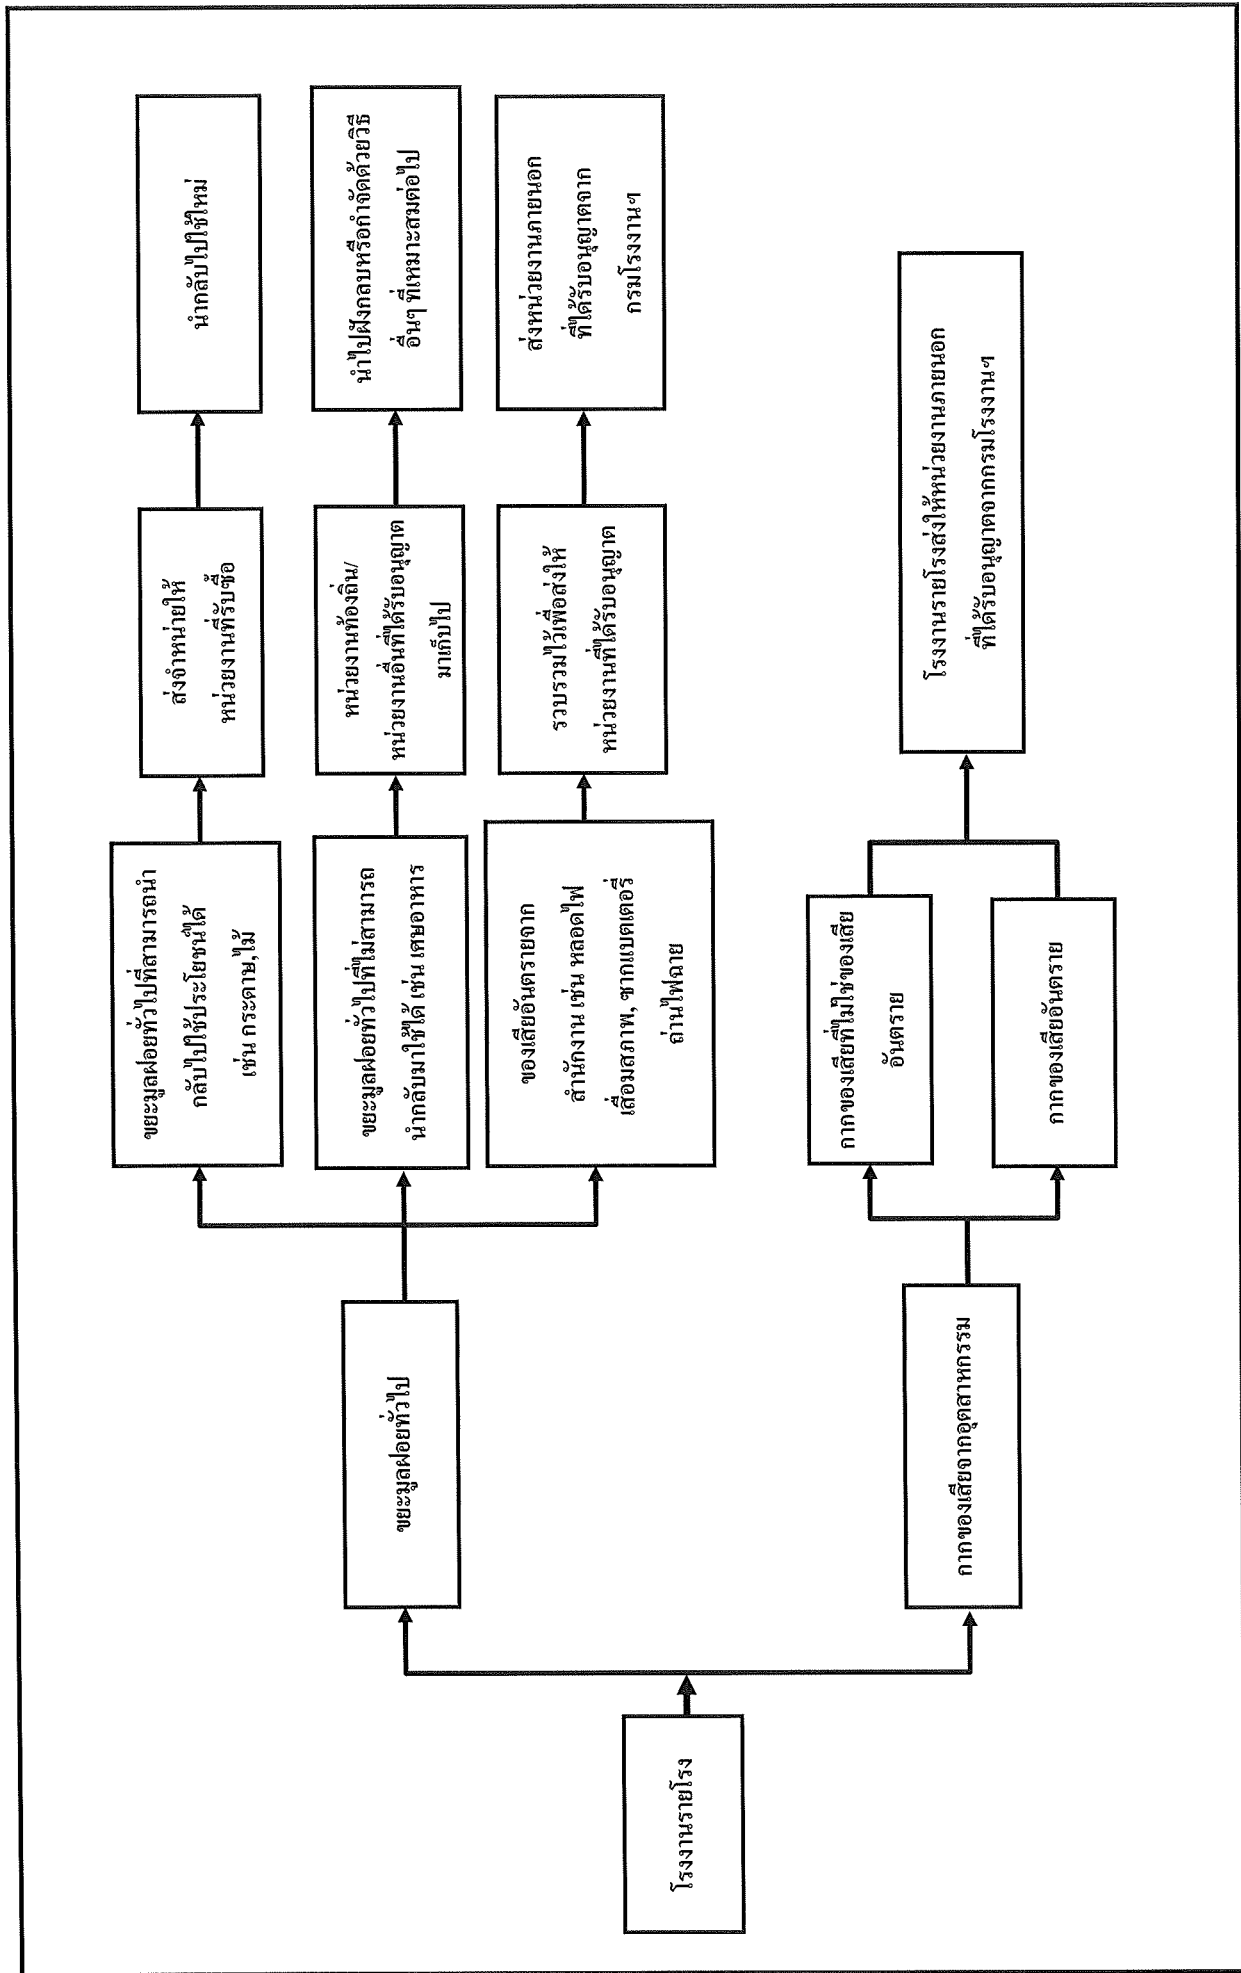 โรงงานรายโรง
ขยะมูลฝอยทั่วไป
ขยะมูลฝอยทั่วไปที่สามารถนำ
กลับไปใช้ประโยชน์ได้
เช่น กระดาษ,ไม้
ส่งจำหน่ายให้
หน่วยงานที่รับซื้อ
นำกลับไปใช้ใหม่
ขยะมูลฝอยทั่วไปที่ไม่สามารถ
นำกลับมาใช้ได้ เช่น เศษอาหาร
หน่วยงานท้องถิ่น/
หน่วยงานอื่นที่ได้รับอนุญาต
มาเก็บไป
นำไปฝังกลบหรือกำจัดด้วยวิธี
อื่นๆ ที่เหมาะสมต่อไป
ของเสียอันตรายจาก
สำนักงาน เช่น หลอดไฟ
เสื่อมสภาพ, ซากแบตเตอรี่
ถ่านไฟฉาย
รวบรวมไว้เพื่อส่งให้
หน่วยงานที่ได้รับอนุญาต
ส่งหน่วยงานภายนอก
ที่ได้รับอนุญาตจาก
กรมโรงงานฯ
กากของเสียจากอุตสาหกรรม
กากของเสียที่ไม่ใช่ของเสีย
อันตราย
กากของเสียอันตราย
โรงงานรายโรงส่งให้หน่วยงานภายนอก
ที่ได้รับอนุญาตจากกรมโรงงานฯ